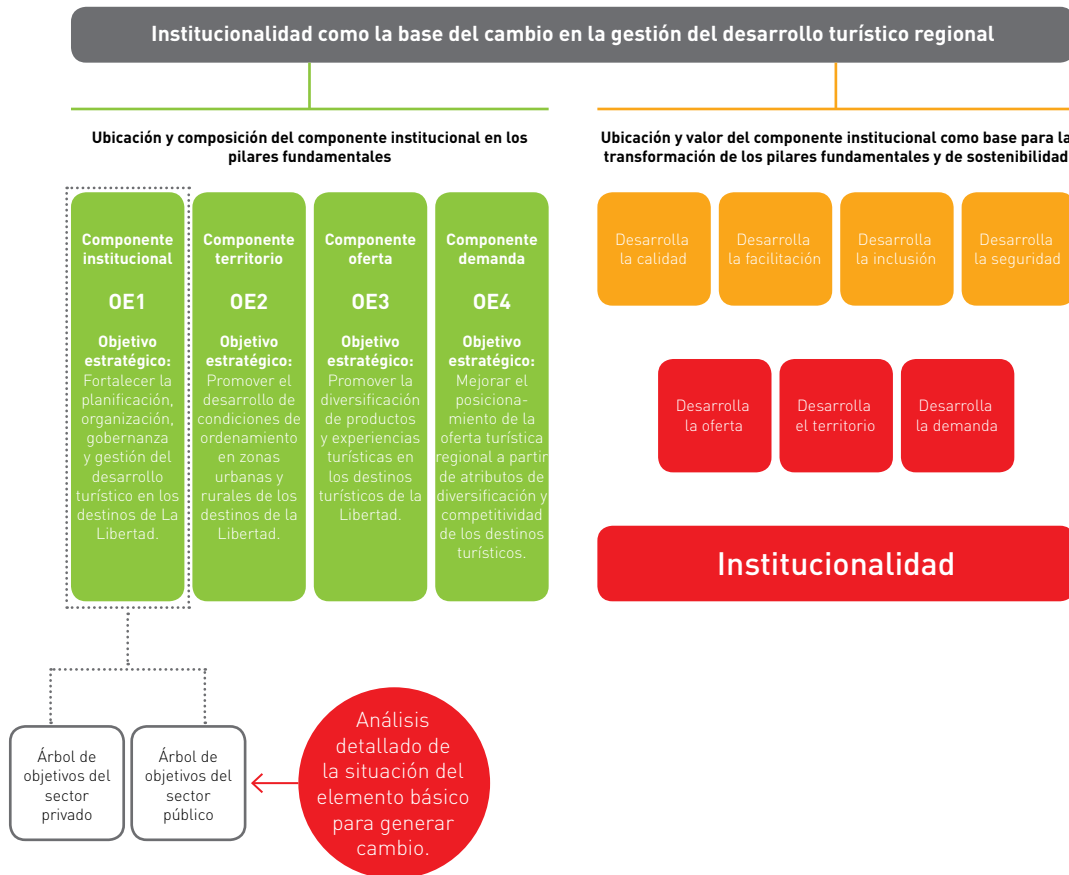 Institucionalidad como la base del cambio en la gestión del desarrollo turístico regional
Ubicación y composición del componente institucional en los
pilares fundamentales
Componente
institucional
OE1
Objetivo
estratégico:
Fortalecer la
planificación,
organización,
gobernanza
y gestión del
desarrollo
turístico en los
destinos de La
Libertad.
Componente
territorio
OE2
Objetivo
estratégico:
Promover el
desarrollo de
condiciones de
ordenamiento
en zonas
urbanas y
rurales de los
destinos de la
Libertad.
Componente
oferta
OE3
Objetivo
estratégico:
Promover la
diversificación
de productos
y experiencias
turísticas en
los destinos
turísticos de la
Libertad.
Componente
demanda
OE4
Objetivo
estratégico:
Mejorar el
posiciona-
miento de la
oferta turística
regional a partir
de atributos de
diversificación y
competitividad
de los destinos
turísticos.
Árbol de
objetivos del
sector
privado
Árbol de
objetivos del
sector
público
Análisis
detallado de
la situación del
elemento básico
para generar
cambio.
Ubicación y valor del componente institucional como base para la
transformación de los pilares fundamentales y de sostenibilidad
Desarrolla
la calidad
Desarrolla
la facilitación
Desarrolla
la inclusión
Desarrolla
la seguridad
Desarrolla
la oferta
Desarrolla
el territorio
Desarrolla
la demanda
Institucionalidad